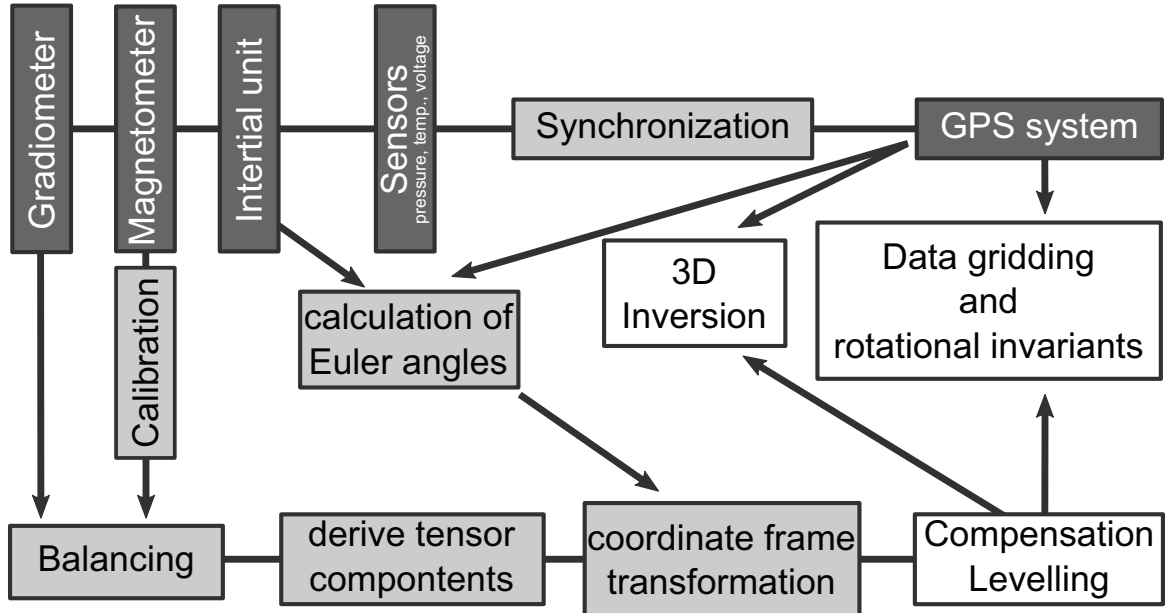 Gradiometer
Magnetometer
Intertial unit
Sensors
pressure, temp., voltage
Synchronization
GPS system
Calibration
calculation of
Euler angles
3D
Inversion
Data gridding
and
rotational invariants
Balancing
derive tensor
compontents
coordinate frame
transformation
Compensation
Levelling